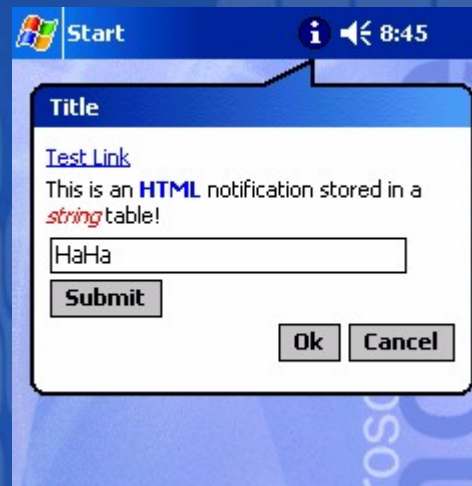 Start 8:45
Title
Test Link
This is an HTML notification stored in a
string table!
HaHa
Submit
Ok Cancel